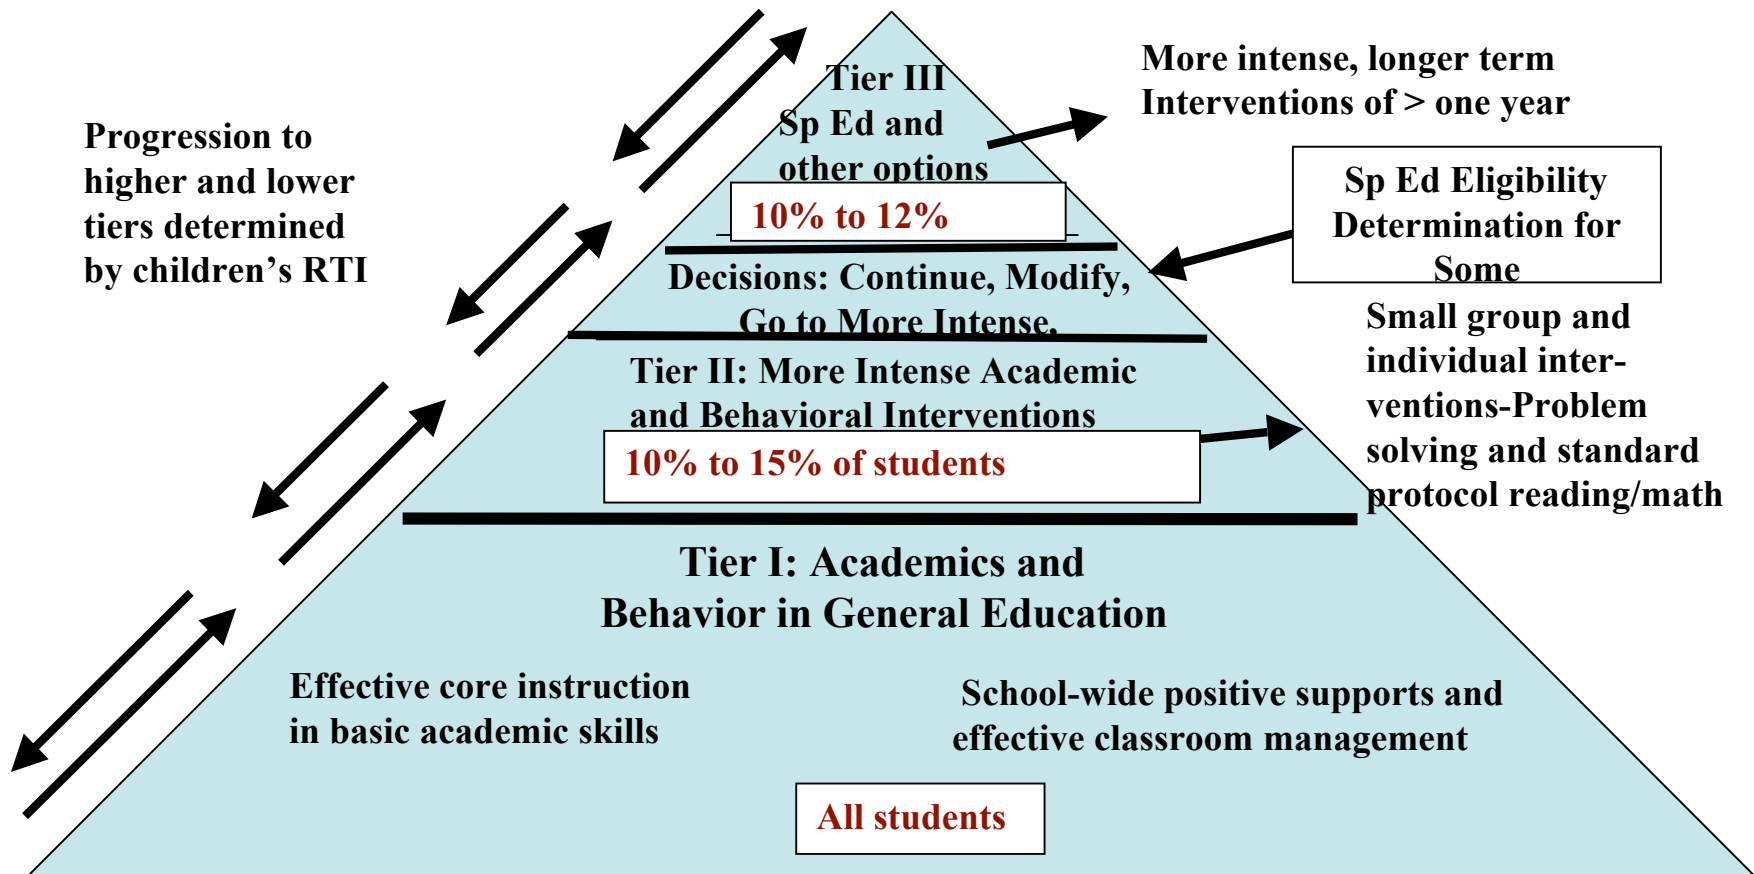 Progression to
higher and lower
tiers determined
by children’s RTI
Tier III
Sp Ed and
other options
10% to 12%
More intense, longer term
Interventions of > one year
Sp Ed Eligibility
Determination for
Some
Decisions: Continue, Modify,
Go to More Intense,
Tier II: More Intense Academic
and Behavioral Interventions
10% to 15% of students
Small group and
individual inter-
ventions-Problem
solving and standard
protocol reading/math
Tier I: Academics and
Behavior in General Education
Effective core instruction
in basic academic skills
School-wide positive supports and
effective classroom management
All students